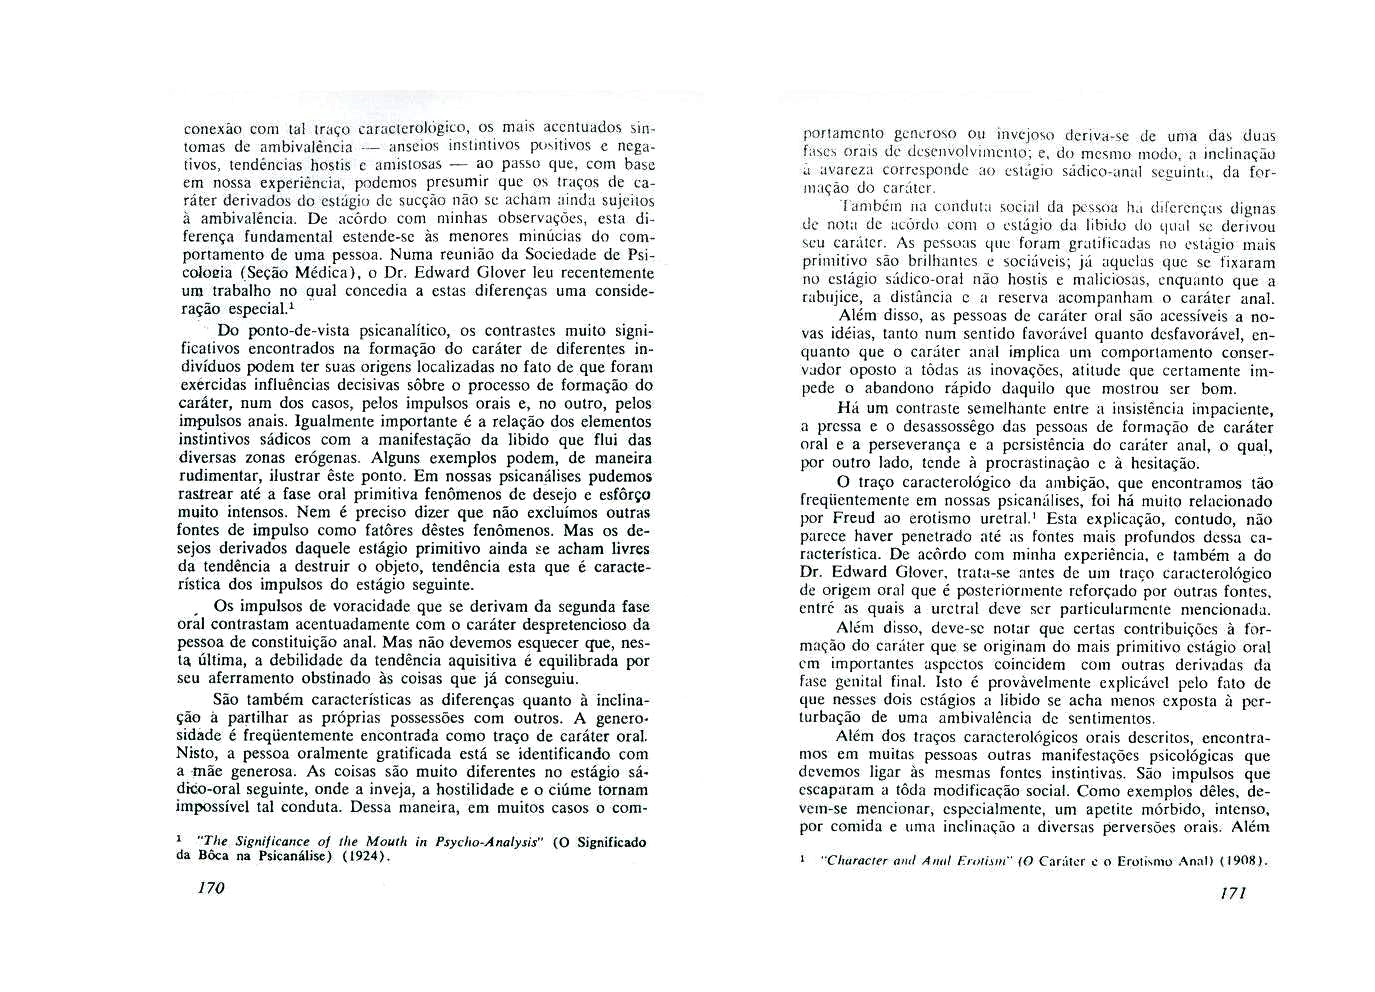 conexão com tal traço caracterológico, os mais acentuados sin-
tomas de ambivalência — anseios instintivos positivos e nega-
tivos, tendências hostis e amistosas — ao passo que, com base
em nossa experiência, podemos presumir que os traços de ca-
ráter derivados do estágio de sucção não se acham ainda sujeitos
à ambivalência. De acôrdo com minhas observações, esta di-
ferença fundamental estende-se às menores minúcias do com-
portamento de uma pessoa. Numa reunião da Sociedade de Psi-
cologia (Seção Médica), o Dr. Edward Glover leu recentemente
um trabalho no qual concedia a estas diferenças uma conside-
ração especial.¹
Do ponto-de-vista psicanalítico, os contrastes muito signi-
ficativos encontrados na formação do caráter de diferentes in-
divíduos podem ter suas origens localizadas no fato de que foram
exercidas influências decisivas sôbre o processo de formação do
caráter, num dos casos, pelos impulsos orais e, no outro, pelos
impulsos anais. Igualmente importante é a relação dos elementos
instintivos sádicos com a manifestação da libido que flui das
diversas zonas erógenas. Alguns exemplos podem, de maneira
rudimentar, ilustrar êste ponto. Em nossas psicanálises pudemos
rastrear até a fase oral primitiva fenômenos de desejo e esfôrço
muito intensos. Nem é preciso dizer que não excluímos outras
fontes de impulso como fatôres dêstes fenômenos. Mas os de-
sejos derivados daquele estágio primitivo ainda se acham livres
da tendência a destruir o objeto, tendência esta que é caracte-
rística dos impulsos do estágio seguinte.
Os impulsos de voracidade que se derivam da segunda fase
oral contrastam acentuadamente com o caráter despretencioso da
pessoa de constituição anal. Mas não devemos esquecer que, nes-
ta última, a debilidade da tendência aquisitiva é equilibrada por
seu aferramento obstinado às coisas que já conseguiu.
São também características as diferenças quanto à inclina-
ção à partilhar as próprias possessões com outros. A genero-
sidade é freqüentemente encontrada como traço de caráter oral.
Nisto, a pessoa oralmente gratificada está se identificando com
a mãe generosa. As coisas são muito diferentes no estágio sá-
dico-oral seguinte, onde a inveja, a hostilidade e o ciúme tornam
impossível tal conduta. Dessa maneira, em muitos casos o com-
¹ "The Significance of the Mouth in Psycho-Analysis" (O Significado
da Bôca na Psicanálise) (1924).
170
portamento generoso ou invejoso deriva-se de uma das duas
fases orais de desenvolvimento; e, do mesmo modo, a inclinação
à avareza corresponde ao estágio sádico-anal seguinte, da for-
mação do caráter.
Também na conduta social da pessoa há diferenças dignas
de nota de acôrdo com o estágio da libido do qual se derivou
seu caráter. As pessoas que foram gratificadas no estágio mais
primitivo são brilhantes e sociáveis; já aquelas que se fixaram
no estágio sádico-oral não hostis e maliciosas, enquanto que a
rabujice, a distância e a reserva acompanham o caráter anal.
Além disso, as pessoas de caráter oral são acessíveis a no-
vas idéias, tanto num sentido favorável quanto desfavorável, en-
quanto que o caráter anal implica um comportamento conser-
vador oposto a tôdas as inovações, atitude que certamente im-
pede o abandono rápido daquilo que mostrou ser bom.
Há um contraste semelhante entre a insistência impaciente,
a pressa e o desassossêgo das pessoas de formação de caráter
oral e a perseverança e a persistência do caráter anal, o qual,
por outro lado, tende à procrastinação e à hesitação.
O traço caracterológico da ambição, que encontramos tão
freqüentemente em nossas psicanálises, foi há muito relacionado
por Freud ao erotismo uretral.¹ Esta explicação, contudo, não
parece haver penetrado até as fontes mais profundos dessa ca-
racterística. De acôrdo com minha experiência, e também a do
Dr. Edward Glover, trata-se antes de um traço caracterológico
de origem oral que é posteriormente reforçado por outras fontes,
entré as quais a uretral deve ser particularmente mencionada.
Além disso, deve-se notar que certas contribuições à for-
mação do caráter que se originam do mais primitivo estágio oral
em importantes aspectos coincidem com outras derivadas da
fase genital final. Isto é provàvelmente explicável pelo fato de
que nesses dois estágios a libido se acha menos exposta à per-
turbação de uma ambivalência de sentimentos.
Além dos traços caracterológicos orais descritos, encontra-
mos em muitas pessoas outras manifestações psicológicas que
devemos ligar às mesmas fontes instintivas. São impulsos que
escaparam a tôda modificação social. Como exemplos dêles, de-
vem-se mencionar, especialmente, um apetite mórbido, intenso,
por comida e uma inclinação a diversas perversões orais. Além
¹ "Character and Anal Erotism" (O Caráter e o Erotismo Anal) (1908).
171